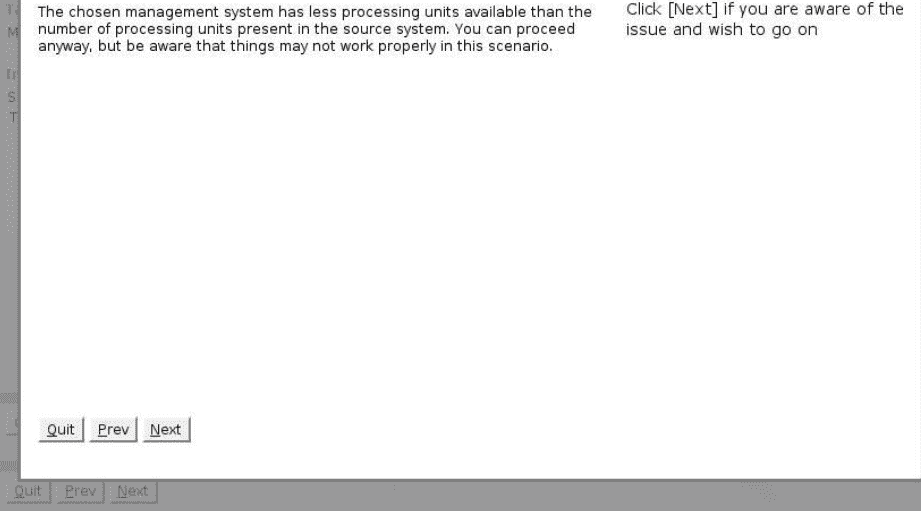 The chosen management system has less processing units available than the
number of processing units present in the source system. You can proceed
anyway, but be aware that things may not work properly in this scenario.
Click [Next] if you are aware of the
issue and wish to go on
Quit Prev Next
Quit Prev Next